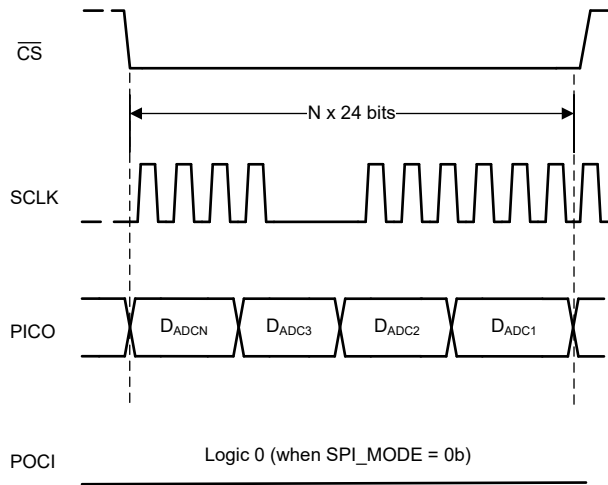 CS
N x 24 bits
SCLK
PICO
DADCN
DADC3
DADC2
DADC1
POCI
Logic 0 (when SPI_MODE = 0b)